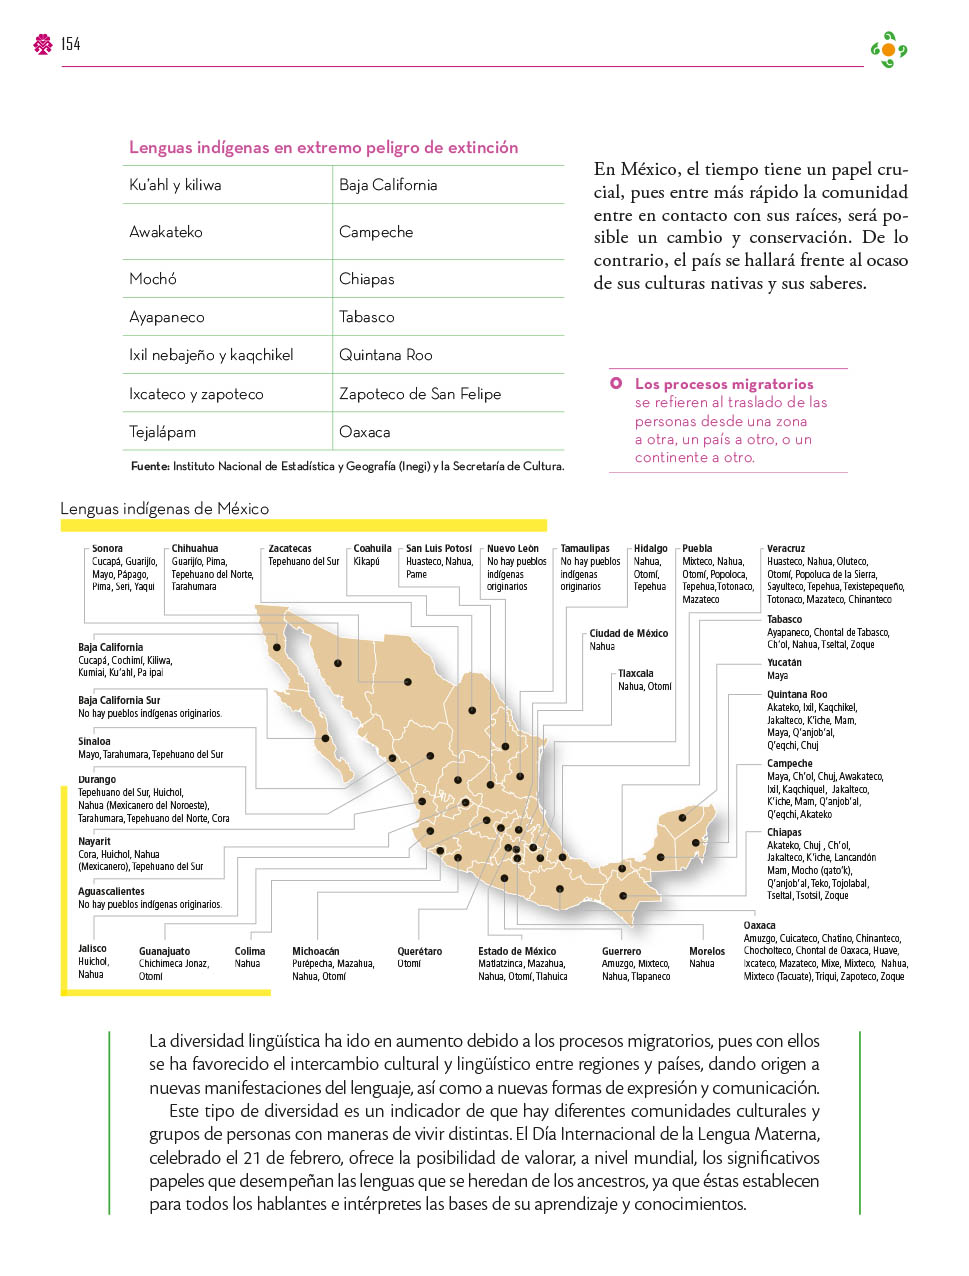 154
Lenguas indígenas en extremo peligro de extinción
Ku'ahl y kiliwa Baja California
Awakateko Campeche
Mochó Chiapas
Ayapaneco Tabasco
Ixil nebajeño y kaqchikel Quintana Roo
Ixcateco y zapoteco Zapoteco de San Felipe
Tejalápam Oaxaca
Fuente: Instituto Nacional de Estadística y Geografía (Inegi) y la Secretaría de Cultura.
En México, el tiempo tiene un papel cru-
cial, pues entre más rápido la comunidad
entre en contacto con sus raíces, será po-
sible un cambio y conservación. De lo
contrario, el país se hallará frente al ocaso
de sus culturas nativas y sus saberes.
Los procesos migratorios
se refieren al traslado de las
personas desde una zona
a otra, un país a otro, o un
continente a otro.
Lenguas indígenas de México
Sonora
Cucapá, Guarijío,
Mayo, Pápago,
Pima, Seri, Yaqui
Chihuahua
Guarijío, Pima,
Tepehuano del Norte,
Tarahumara
Zacatecas
Tepehuano del Sur
Coahuila
Kikapú
San Luis Potosí
Huasteco, Nahua,
Pame
Nuevo León
No hay pueblos
indígenas
originarios
Tamaulipas
No hay pueblos
indígenas
originarios
Hidalgo
Nahua,
Otomí,
Tepehua
Puebla
Mixteco, Nahua,
Otomí, Popoloca,
Tepehua,Totonaco,
Mazateco
Veracruz
Huasteco, Nahua, Oluteco,
Otomí, Popoluca de la Sierra,
Sayulteco, Tepehua, Texistepequeño,
Totonaco, Mazateco, Chinanteco
Tabasco
Ayapaneco, Chontal de Tabasco,
Ch'ol, Nahua, Tseltal, Zoque
Yucatán
Maya
Quintana Roo
Akateko, Ixil, Kaqchikel,
Jakalteco, K'iche, Mam,
Maya, Q'anjob'al,
Q'eqchi, Chuj
Campeche
Maya, Ch'ol, Chuj, Awakateco,
Ixil, Kaqchiquel, Jakalteco,
K'iche, Mam, Q'anjob'al,
Q'eqchi, Akateko
Chiapas
Akateko, Chuj , Ch'ol,
Jakalteco, K'iche, Lancandón
Mam, Mocho (qato'k),
Q'anjob'al, Teko, Tojolabal,
Tseltal, Tsotsil, Zoque
Ciudad de México
Nahua
Tlaxcala
Nahua, Otomí
Baja California
Cucapá, Cochimí, Kiliwa,
Kumiai, Ku'ahl, Pa ipai
Baja California Sur
No hay pueblos indígenas originarios.
Sinaloa
Mayo, Tarahumara, Tepehuano del Sur
Durango
Tepehuano del Sur, Huichol,
Nahua (Mexicanero del Noroeste),
Tarahumara, Tepehuano del Norte, Cora
Nayarit
Cora, Huichol, Nahua
(Mexicanero), Tepehuano del Sur
Aguascalientes
No hay pueblos indígenas originarios.
Jalisco
Huichol,
Nahua
Guanajuato
Chichimeca Jonaz,
Otomí
Colima
Nahua
Michoacán
Purépecha, Mazahua,
Nahua, Otomí
Querétaro
Otomí
Estado de México
Matlatzinca, Mazahua,
Nahua, Otomí, Tlahuica
Guerrero
Amuzgo, Mixteco,
Nahua, Tlapaneco
Morelos
Nahua
Oaxaca
Amuzgo, Cuicateco, Chatino, Chinanteco,
Chocholteco, Chontal de Oaxaca, Huave,
Ixcateco, Mazateco, Mixe, Mixteco, Nahua,
Mixteco (Tacuate), Triqui, Zapoteco, Zoque
La diversidad lingüística ha ido en aumento debido a los procesos migratorios, pues con ellos
se ha favorecido el intercambio cultural y lingüístico entre regiones y países, dando origen a
nuevas manifestaciones del lenguaje, así como a nuevas formas de expresión y comunicación.
Este tipo de diversidad es un indicador de que hay diferentes comunidades culturales y
grupos de personas con maneras de vivir distintas. El Día Internacional de la Lengua Materna,
celebrado el 21 de febrero, ofrece la posibilidad de valorar, a nivel mundial, los significativos
papeles que desempeñan las lenguas que se heredan de los ancestros, ya que éstas establecen
para todos los hablantes e intérpretes las bases de su aprendizaje y conocimientos.